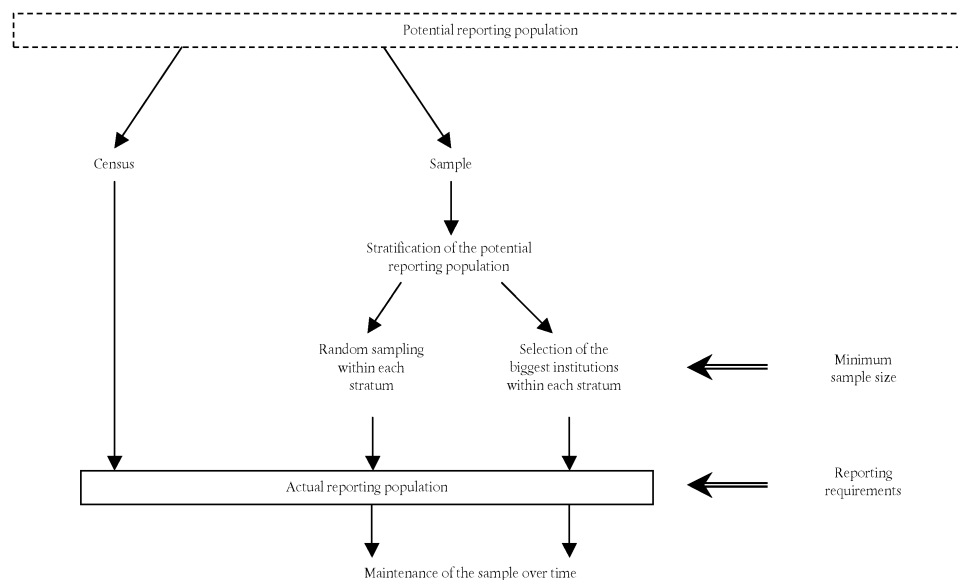 Potential reporting population
Census
Sample
Stratification of the potential
reporting population
Random sampling
within each
stratum
Selection of the
biggest institutions
within each stratum
Minimum
sample size
Actual reporting population
Reporting
requirements
Maintenance of the sample over time